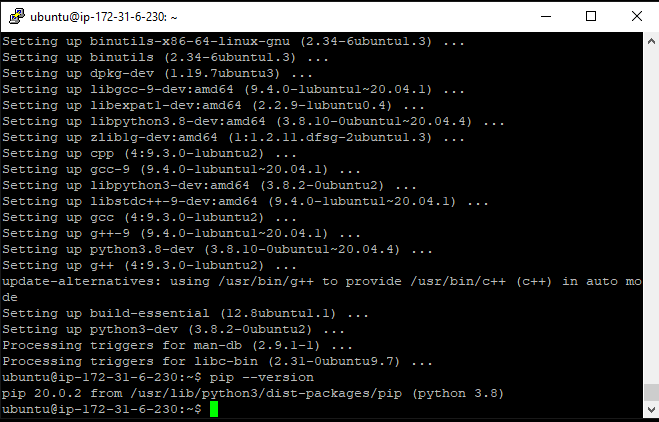 ubuntu@ip-172-31-6-230: ~
Setting up binutils-x86-64-linux-gnu (2.34-6ubuntu1.3) ...
Setting up binutils (2.34-6ubuntu1.3) ...
Setting up dpkg-dev (1.19.7ubuntu3) ...
Setting up libgcc-9-dev:amd64 (9.4.0-1ubuntu1~20.04.1) ...
Setting up libexpat1-dev:amd64 (2.2.9-1ubuntu0.4) ...
Setting up libpython3.8-dev:amd64 (3.8.10-0ubuntu1~20.04.4) ...
Setting up zlib1g-dev:amd64 (1:1.2.11.dfsg-2ubuntu1.3) ...
Setting up cpp (4:9.3.0-1ubuntu2) ...
Setting up gcc-9 (9.4.0-1ubuntu1~20.04.1) ...
Setting up libpython3-dev:amd64 (3.8.2-0ubuntu2) ...
Setting up libstdc++-9-dev:amd64 (9.4.0-1ubuntu1~20.04.1) ...
Setting up gcc (4:9.3.0-1ubuntu2) ...
Setting up g++-9 (9.4.0-1ubuntu1~20.04.1) ...
Setting up python3.8-dev (3.8.10-0ubuntu1~20.04.4) ...
Setting up g++ (4:9.3.0-1ubuntu2) ...
update-alternatives: using /usr/bin/g++ to provide /usr/bin/c++ (c++) in auto mo
de
Setting up build-essential (12.8ubuntu1.1) ...
Setting up python3-dev (3.8.2-0ubuntu2) ...
Processing triggers for man-db (2.9.1-1) ...
Processing triggers for libc-bin (2.31-0ubuntu9.7) ...
ubuntu@ip-172-31-6-230:~$ pip --version
pip 20.0.2 from /usr/lib/python3/dist-packages/pip (python 3.8)
ubuntu@ip-172-31-6-230:~$